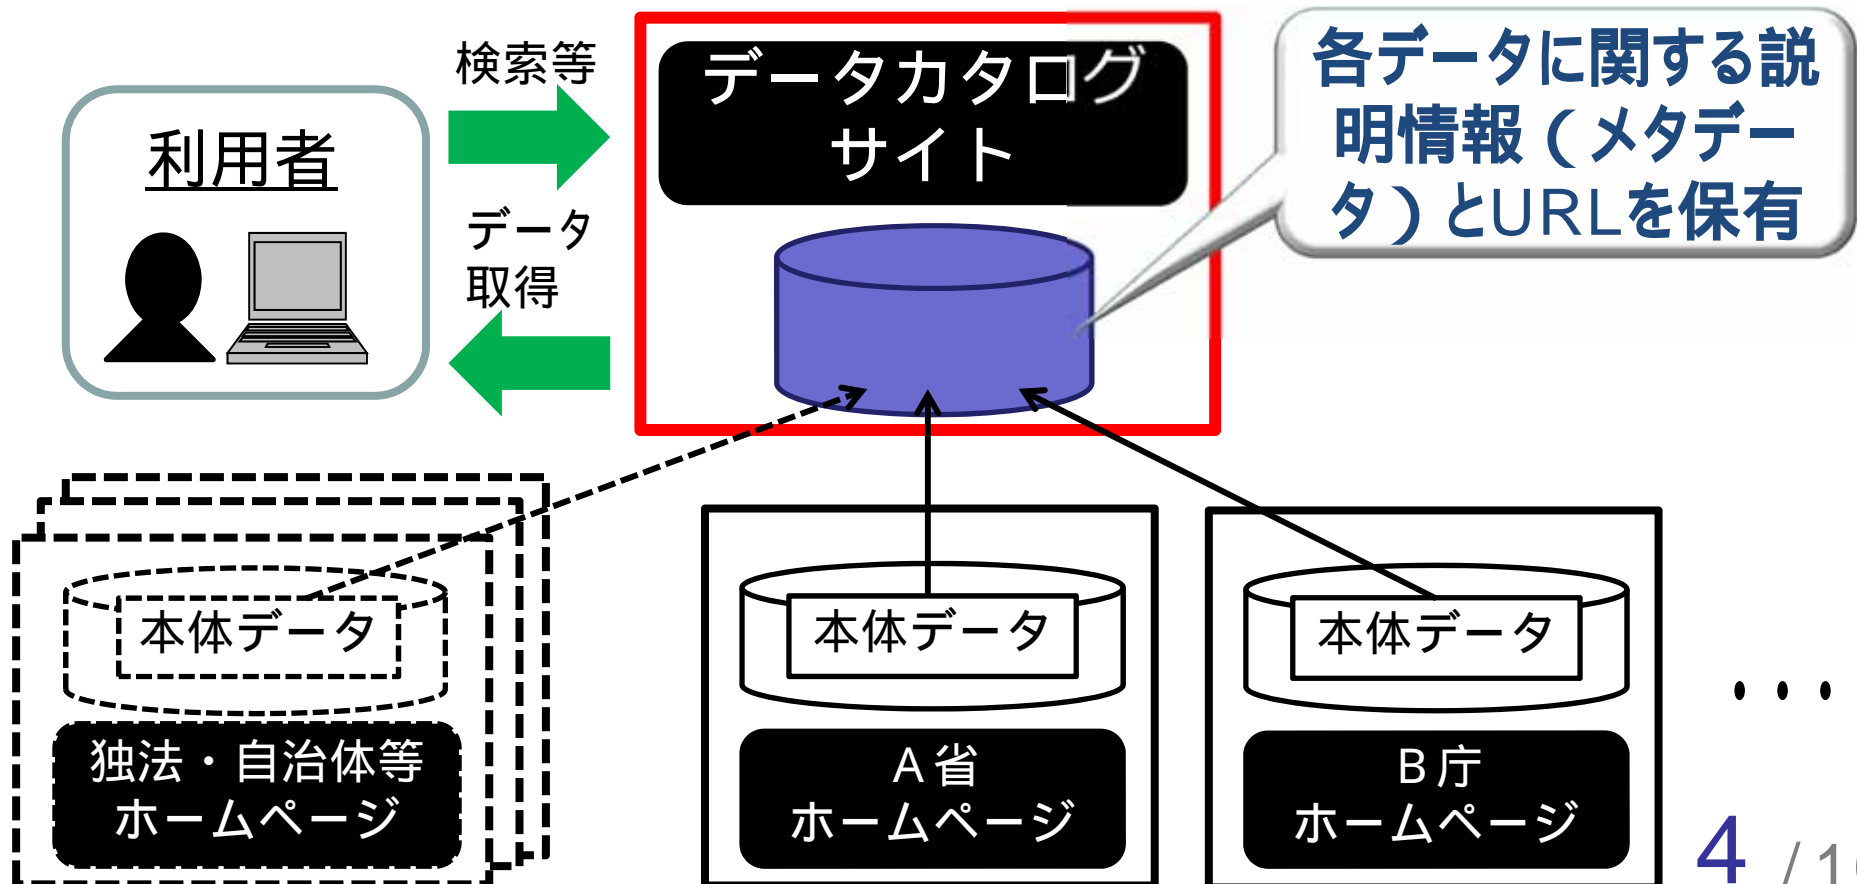 検索等
利用者
データ
取得
データカタログ
サイト
各データに関する説
明情報（メタデー
タ）とURLを保有
本体データ
独法・自治体等
ホームページ
本体データ
A省
ホームページ
本体データ
B庁
ホームページ
・・・
4